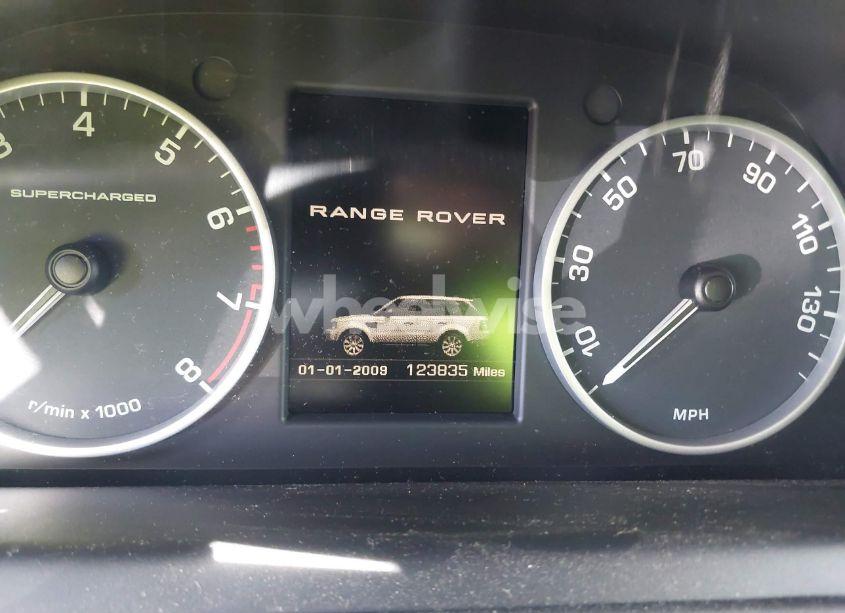 3
4
5
SUPERCHARGED
6
7
8
r/min x 1000
RANGE ROVER
wheelwise
01-01-2009 123835 Miles
10
30
50
70
90
110
130
MPH